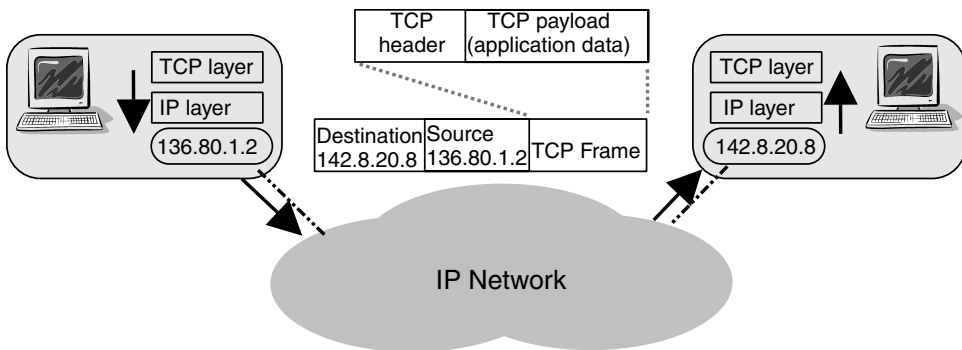 TCP
header
TCP payload
(application data)
TCP layer
IP layer
136.80.1.2
Destination
142.8.20.8
Source
136.80.1.2
TCP Frame
TCP layer
IP layer
142.8.20.8
IP Network